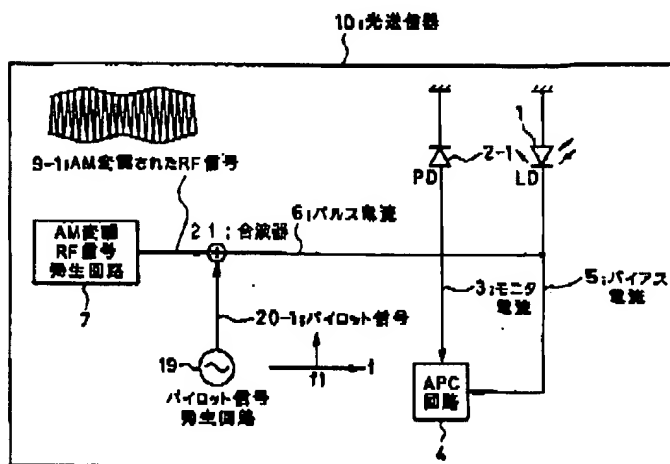 10;光送信器
9-1;AM変調されたRF信号
1
2-1
PD
LD
AM変調
RF信号
発生回路
7
21;合波器
6;パルス電流
3;モニタ
電流
5;バイアス
電流
20-1;パイロット信号
19
f1
f
パイロット信号
発生回路
APC
回路
4